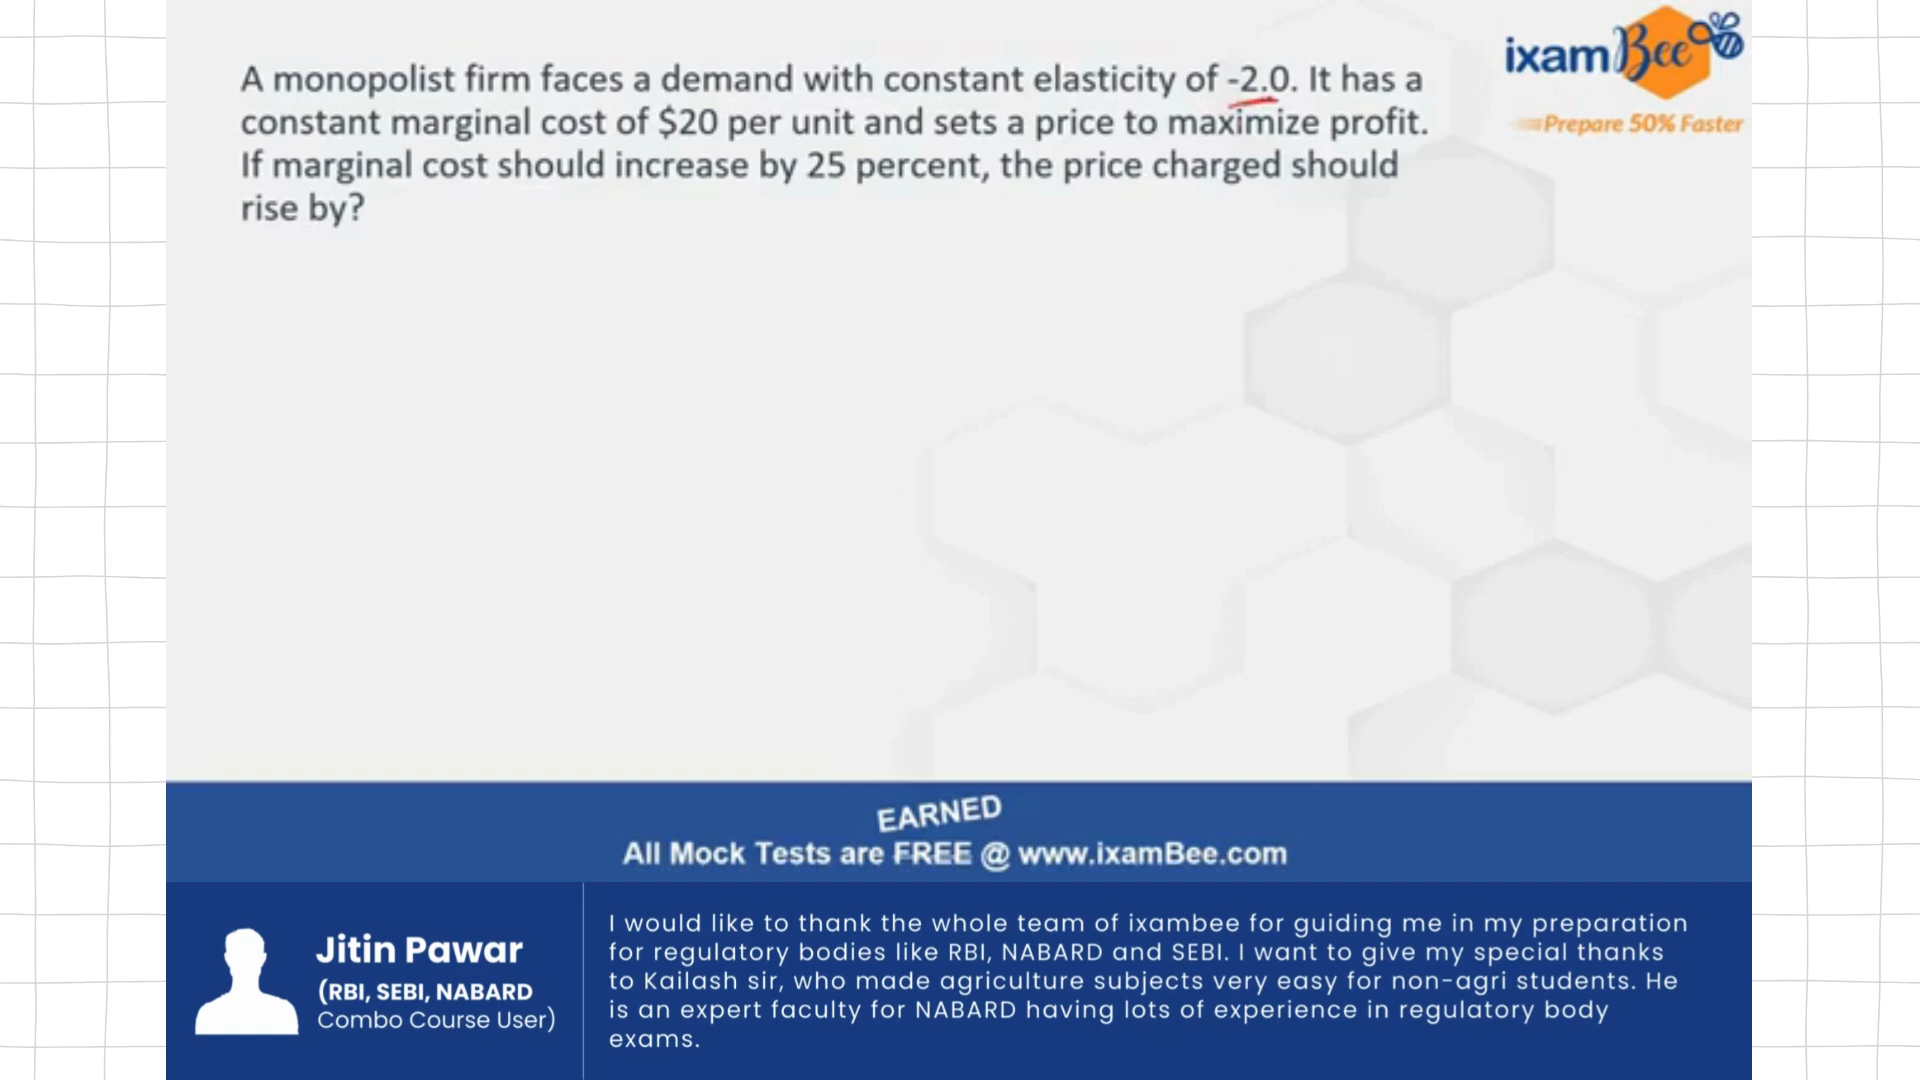 A monopolist firm faces a demand with constant elasticity of -2.0. It has a
constant marginal cost of $20 per unit and sets a price to maximize profit.
If marginal cost should increase by 25 percent, the price charged should
rise by?
ixamBee
Prepare 50% Faster
EARNED
All Mock Tests are FREE @ www.ixamBee.com
Jitin Pawar
(RBI, SEBI, NABARD
Combo Course User)
I would like to thank the whole team of ixambee for guiding me in my preparation
for regulatory bodies like RBI, NABARD and SEBI. I want to give my special thanks
to Kailash sir, who made agriculture subjects very easy for non-agri students. He
is an expert faculty for NABARD having lots of experience in regulatory body
exams.